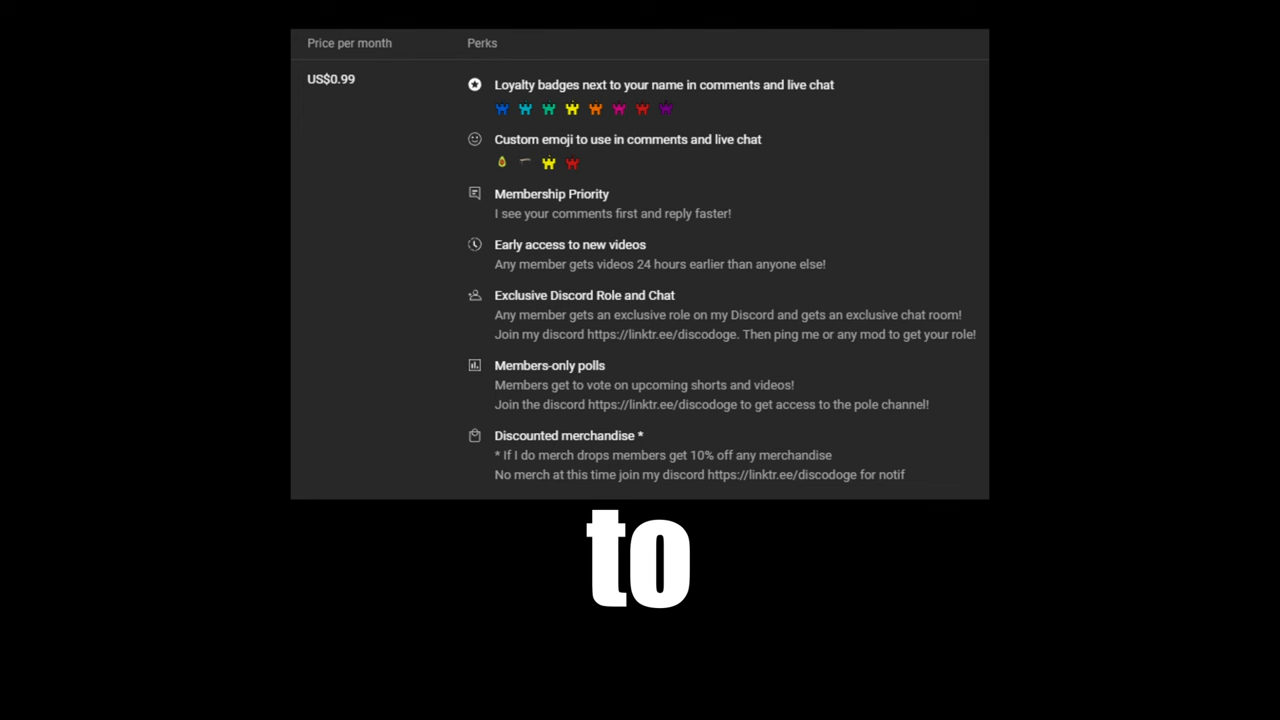 Price per month
Perks
US$0.99
Loyalty badges next to your name in comments and live chat
Custom emoji to use in comments and live chat
Membership Priority
I see your comments first and reply faster!
Early access to new videos
Any member gets videos 24 hours earlier than anyone else!
Exclusive Discord Role and Chat
Any member gets an exclusive role on my Discord and gets an exclusive chat room!
Join my discord https://linktr.ee/discodoge. Then ping me or any mod to get your role!
Members-only polls
Members get to vote on upcoming shorts and videos!
Join the discord https://linktr.ee/discodoge to get access to the pole channel!
Discounted merchandise *
* If I do merch drops members get 10% off any merchandise
No merch at this time join my discord https://linktr.ee/discodoge for notif
to